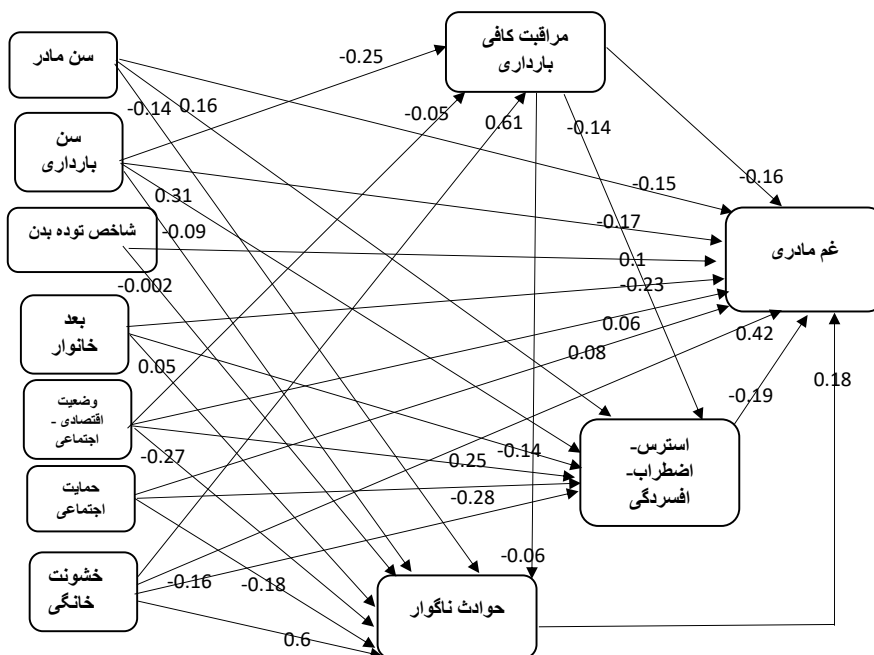 مراقبت کافی
بارداری
سن مادر
-0.25
-0.14
0.16
-0.05
0.61
-0.14
سن
بارداری
-0.15
-0.16
0.31
-0.17
شاخص توده بدن
-0.09
0.1
غم مادری
-0.002
-0.23
بعد
خانوار
0.06
0.42
0.05
0.08
0.18
وضعیت
اقتصادی -
اجتماعی
-0.19
-0.27
-0.14
0.25
استرس-
اضطراب-
افسردگی
حمایت
اجتماعی
-0.28
-0.06
خشونت
خانگی
-0.16
-0.18
حوادث ناگوار
0.6